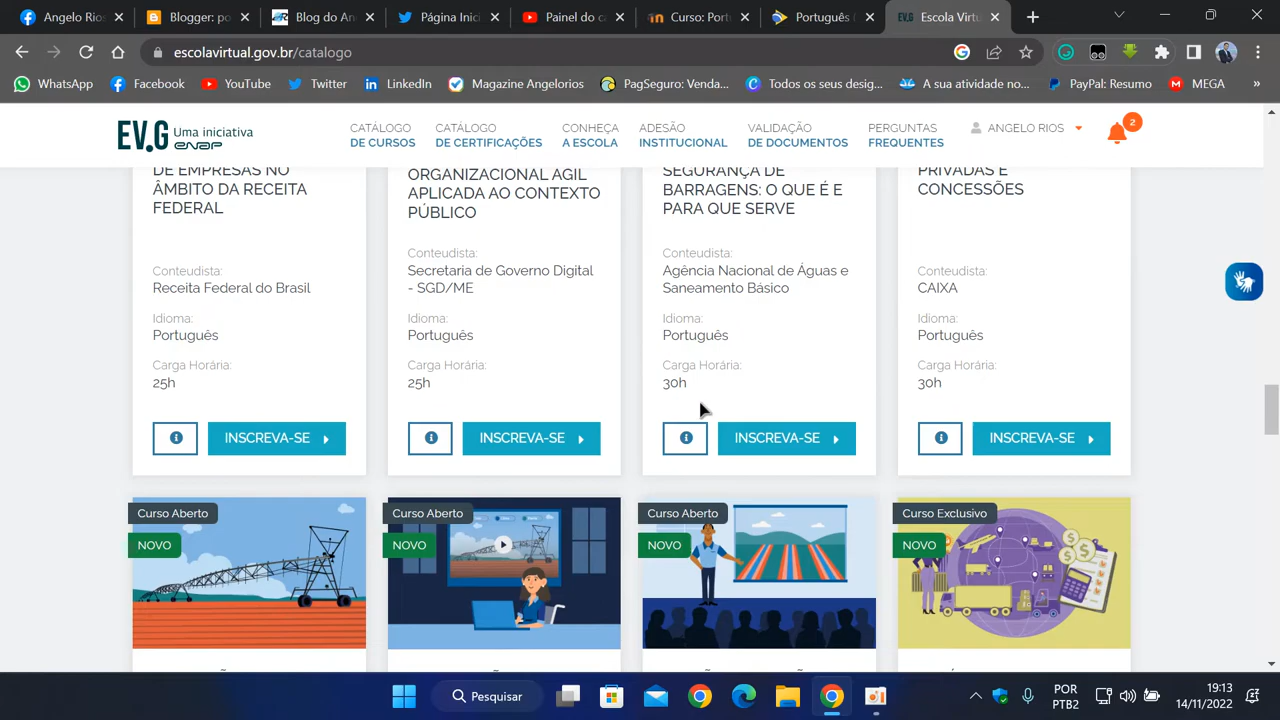 Angelo Rios
Blogger: po
Blog do An
Página Inic
Painel do ca
Curso: Port
Português I
EV.G
Escola Virtu
escolavirtual.gov.br/catalogo
WhatsApp
Facebook
YouTube
Twitter
LinkedIn
Magazine Angelorios
PagSeguro: Venda...
Todos os seus desig...
A sua atividade no...
PayPal: Resumo
MEGA
»
EV.G
Uma iniciativa
enap
CATÁLOGO
DE CURSOS
CATÁLOGO
DE CERTIFICAÇÕES
CONHEÇA
A ESCOLA
ADESÃO
INSTITUCIONAL
VALIDAÇÃO
DE DOCUMENTOS
PERGUNTAS
FREQUENTES
ANGELO RIOS
2
DE EMPRESAS NO
ÂMBITO DA RECEITA
FEDERAL
Conteudista:
Receita Federal do Brasil
Idioma:
Português
Carga Horária:
25h
INSCREVA-SE
ORGANIZACIONAL ÁGIL
APLICADA AO CONTEXTO
PÚBLICO
Conteudista:
Secretaria de Governo Digital
- SGD/ME
Idioma:
Português
Carga Horária:
25h
INSCREVA-SE
SEGURANÇA DE
BARRAGENS: O QUE É E
PARA QUE SERVE
Conteudista:
Agência Nacional de Águas e
Saneamento Básico
Idioma:
Português
Carga Horária:
30h
INSCREVA-SE
PRIVADAS E
CONCESSÕES
Conteudista:
CAIXA
Idioma:
Português
Carga Horária:
30h
INSCREVA-SE
Curso Aberto
NOVO
Curso Aberto
NOVO
Curso Aberto
NOVO
Curso Exclusivo
NOVO
Pesquisar
POR
PTB2
19:13
14/11/2022